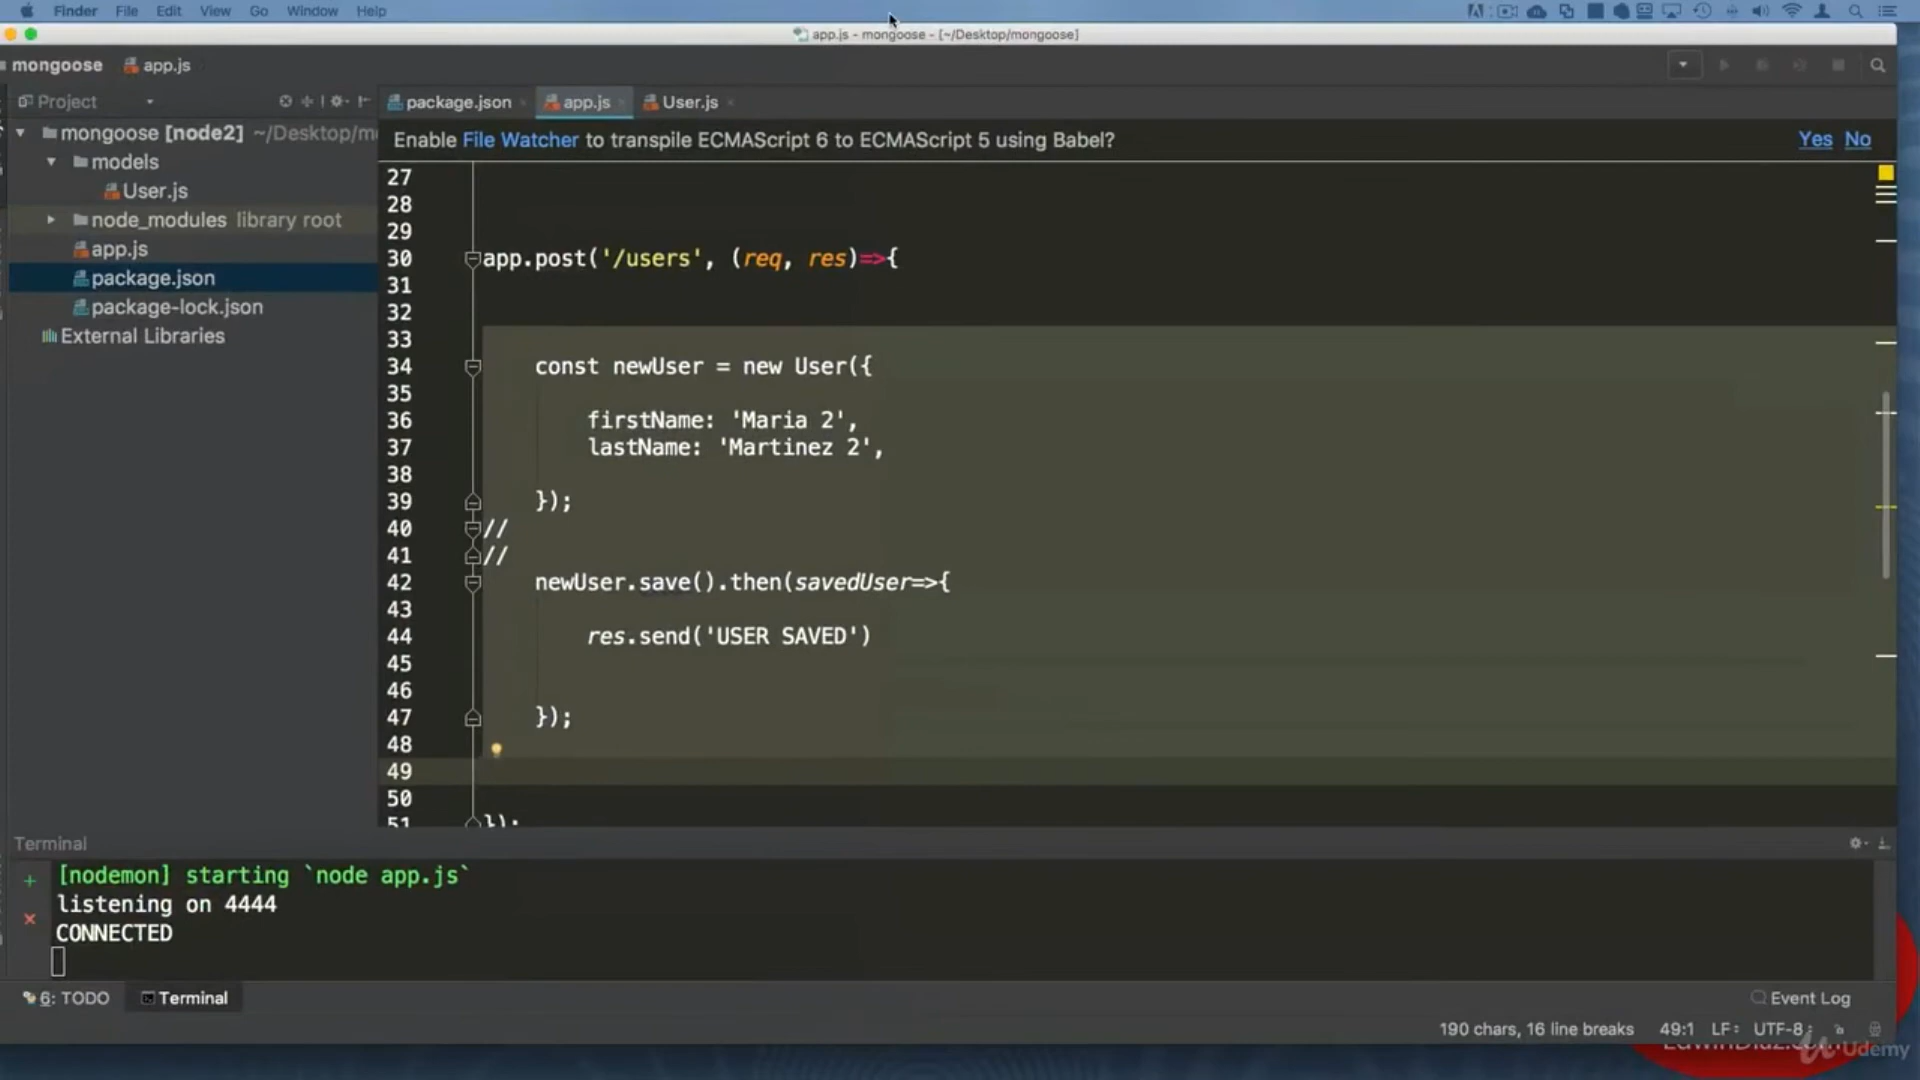 Finder File Edit View Go Window Help
app.js - mongoose - [~/Desktop/mongoose]
mongoose app.js
Project
package.json app.js User.js
mongoose [node2] ~/Desktop/m
Enable File Watcher to transpile ECMAScript 6 to ECMAScript 5 using Babel? Yes No
models
User.js
node_modules library root
app.js
package.json
package-lock.json
External Libraries
27
28
29
30 app.post('/users', (req, res)=>{
31
32
33
34 const newUser = new User({
35
36 firstName: 'Maria 2',
37 lastName: 'Martinez 2',
38
39 });
40 //
41 //
42 newUser.save().then(savedUser=>{
43
44 res.send('USER SAVED')
45
46
47 });
48
49
50
51 });
Terminal
[nodemon] starting `node app.js`
listening on 4444
CONNECTED
6: TODO Terminal Event Log
190 chars, 16 line breaks 49:1 LF: UTF-8:
Udemy